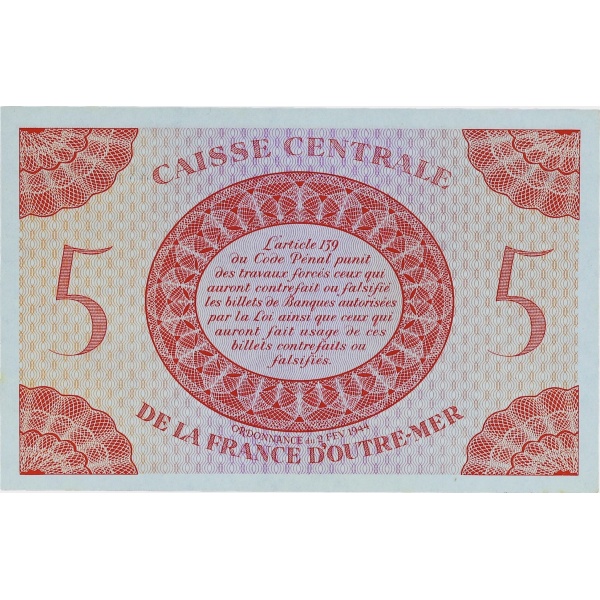 CAISSE CENTRALE
5
5
L'article 139
du Code Pénal punit
des travaux forcés ceux qui
auront contrefait ou falsifié
les billets de Banques autorisées
par la Loi ainsi que ceux qui
auront fait usage de ces
billets contrefaits ou
falsifiés.
ORDONNANCE du 2 FEV. 1944
DE LA FRANCE D'OUTRE-MER